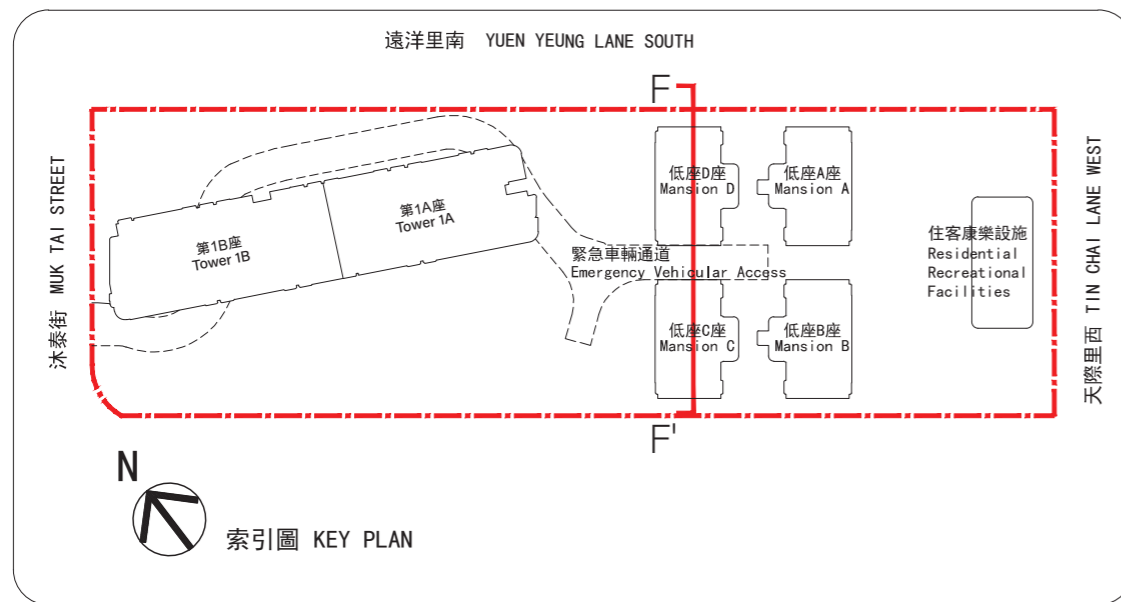 遠洋里南 YUEN YEUNG LANE SOUTH
F
沐泰街 MUK TAI STREET
天際里西 TIN CHAI LANE WEST
低座D座
Mansion D
低座A座
Mansion A
第1A座
Tower 1A
第1B座
Tower 1B
緊急車輛通道
Emergency Vehicular Access
住客康樂設施
Residential
Recreational
Facilities
低座C座
Mansion C
低座B座
Mansion B
F'
N
索引圖 KEY PLAN